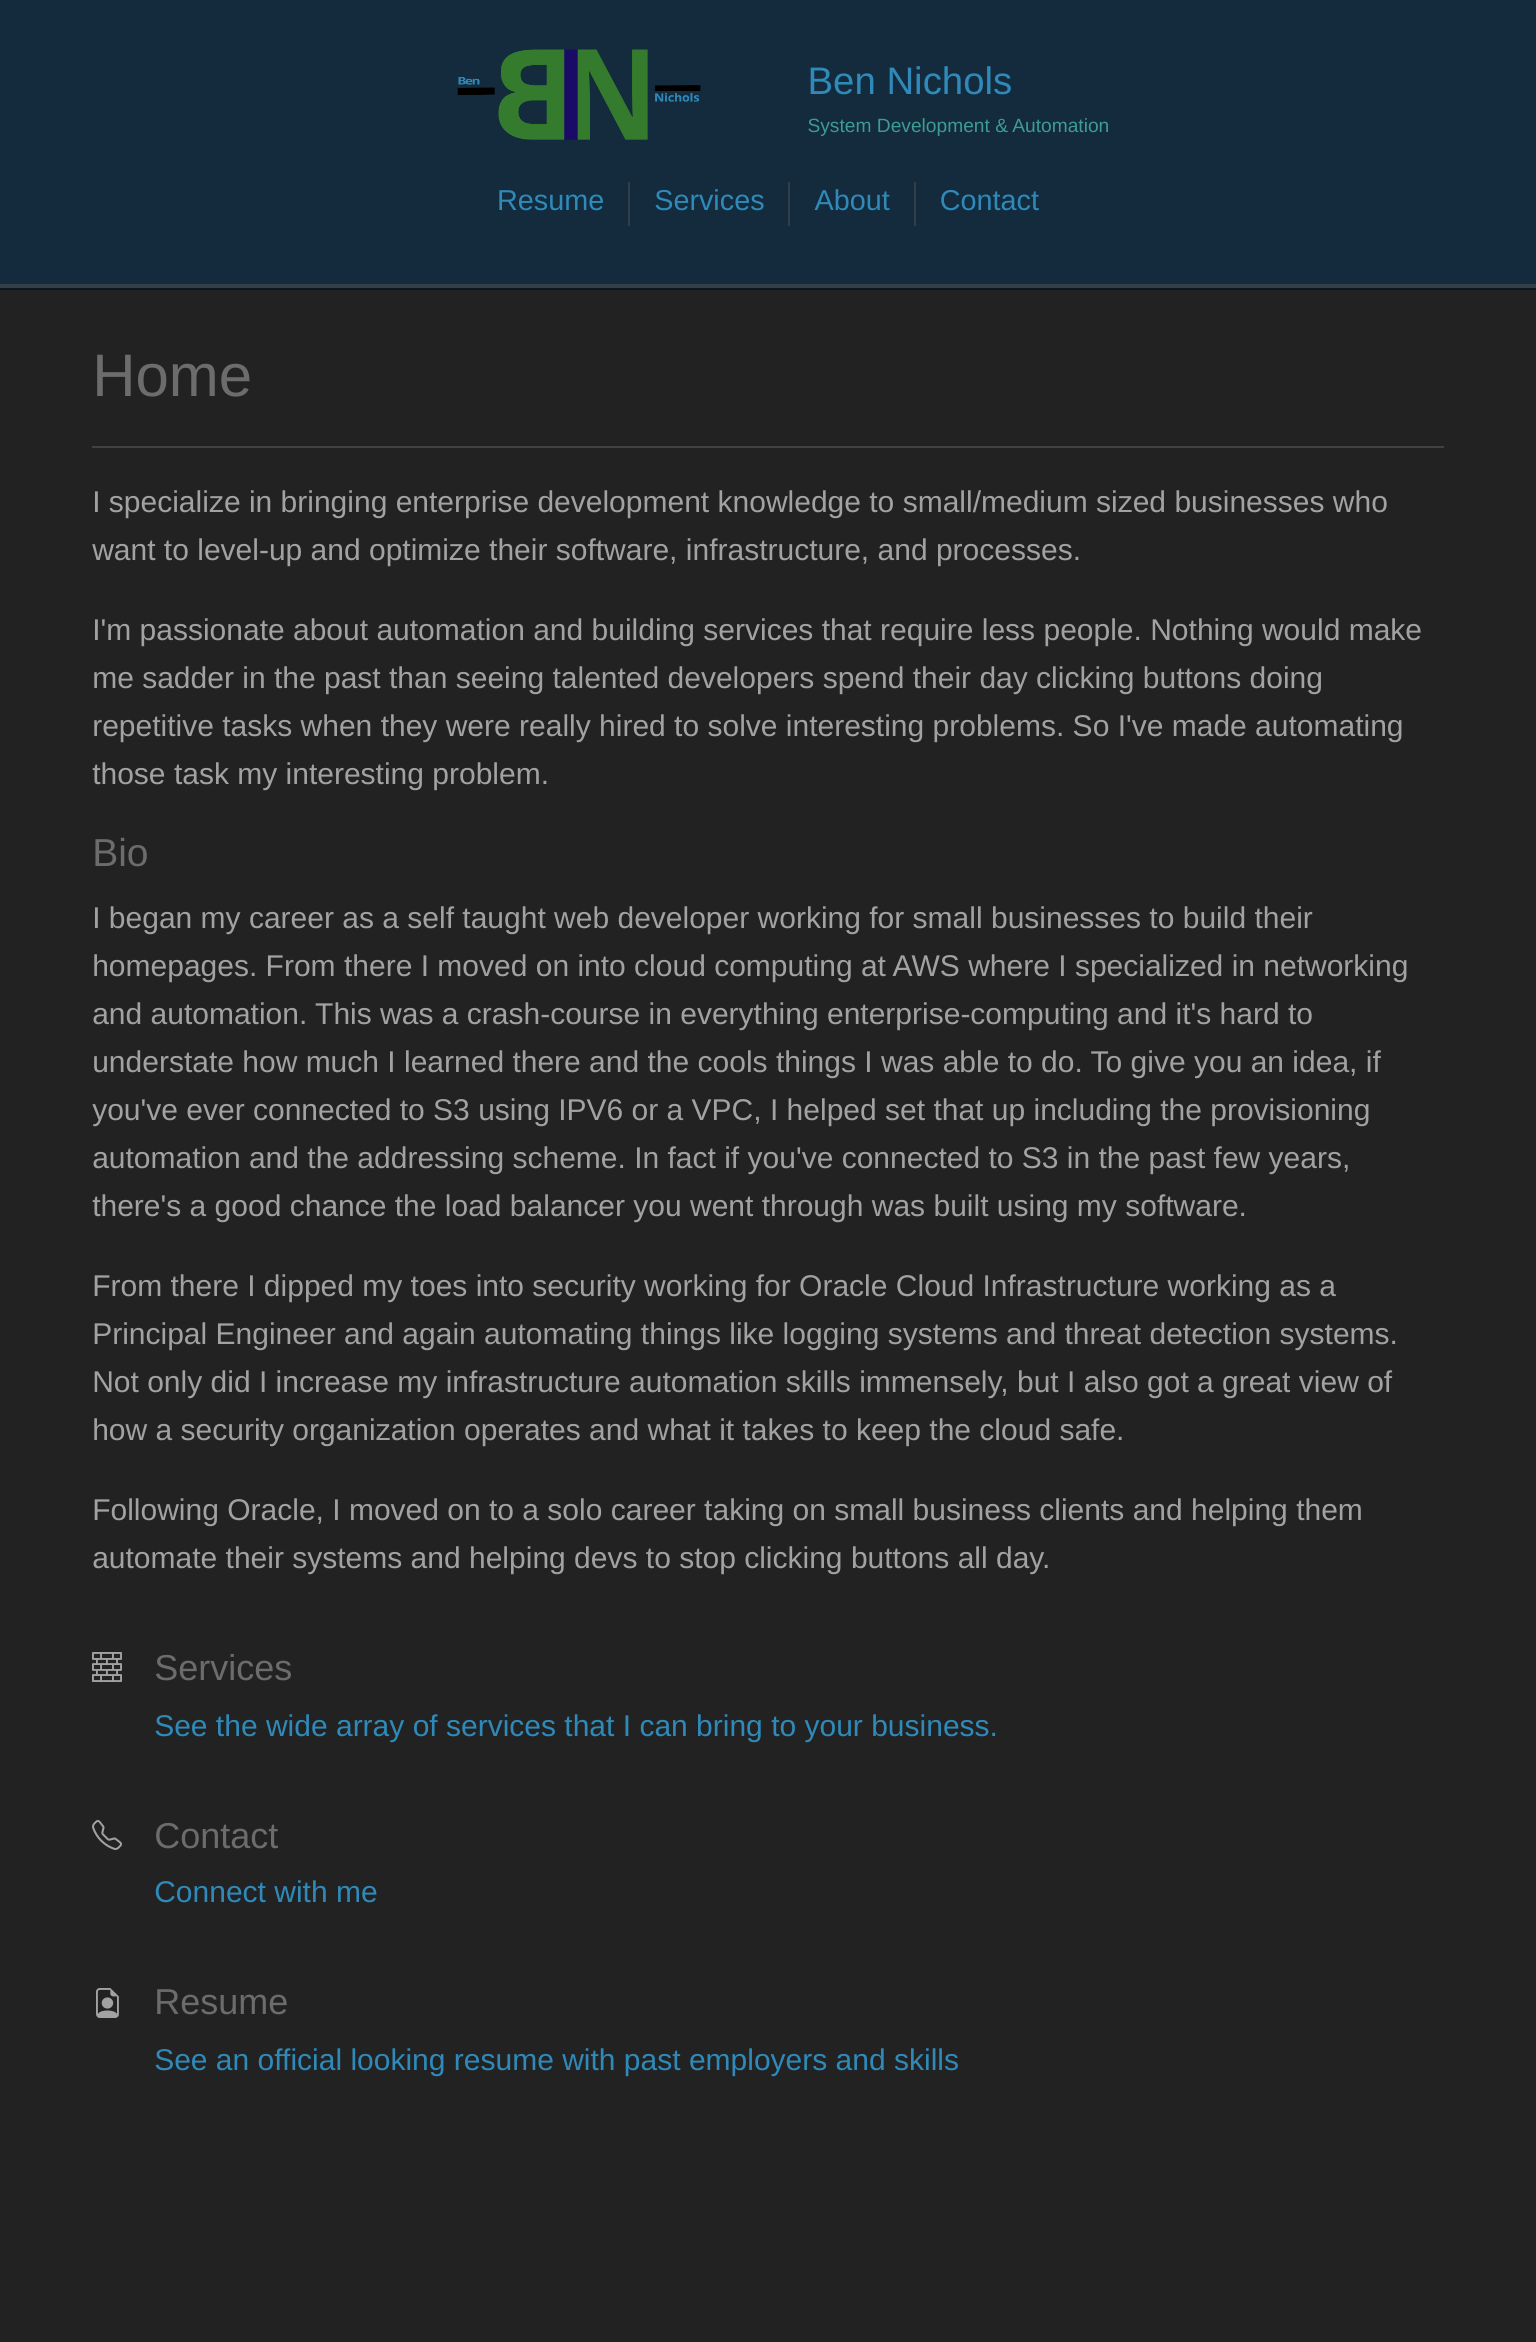 Ben
BN
Nichols
Ben Nichols
System Development & Automation
Resume
Services
About
Contact
Home
I specialize in bringing enterprise development knowledge to small/medium sized businesses who
want to level-up and optimize their software, infrastructure, and processes.
I'm passionate about automation and building services that require less people. Nothing would make
me sadder in the past than seeing talented developers spend their day clicking buttons doing
repetitive tasks when they were really hired to solve interesting problems. So I've made automating
those task my interesting problem.
Bio
I began my career as a self taught web developer working for small businesses to build their
homepages. From there I moved on into cloud computing at AWS where I specialized in networking
and automation. This was a crash-course in everything enterprise-computing and it's hard to
understate how much I learned there and the cools things I was able to do. To give you an idea, if
you've ever connected to S3 using IPV6 or a VPC, I helped set that up including the provisioning
automation and the addressing scheme. In fact if you've connected to S3 in the past few years,
there's a good chance the load balancer you went through was built using my software.
From there I dipped my toes into security working for Oracle Cloud Infrastructure working as a
Principal Engineer and again automating things like logging systems and threat detection systems.
Not only did I increase my infrastructure automation skills immensely, but I also got a great view of
how a security organization operates and what it takes to keep the cloud safe.
Following Oracle, I moved on to a solo career taking on small business clients and helping them
automate their systems and helping devs to stop clicking buttons all day.
Services
See the wide array of services that I can bring to your business.
Contact
Connect with me
Resume
See an official looking resume with past employers and skills